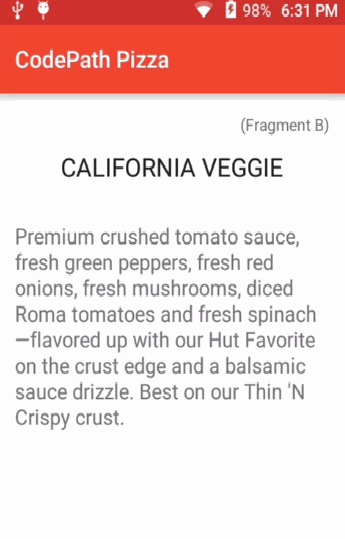 98% 6:31 PM
CodePath Pizza
(Fragment B)
CALIFORNIA VEGGIE
Premium crushed tomato sauce,
fresh green peppers, fresh red
onions, fresh mushrooms, diced
Roma tomatoes and fresh spinach
—flavored up with our Hut Favorite
on the crust edge and a balsamic
sauce drizzle. Best on our Thin 'N
Crispy crust.